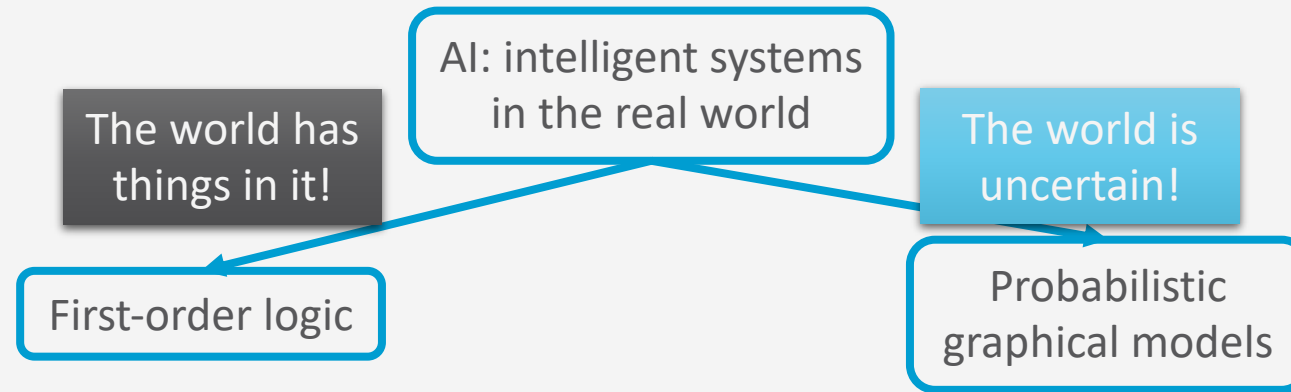 AI: intelligent systems
in the real world
The world has
things in it!
The world is
uncertain!
First-order logic
Probabilistic
graphical models